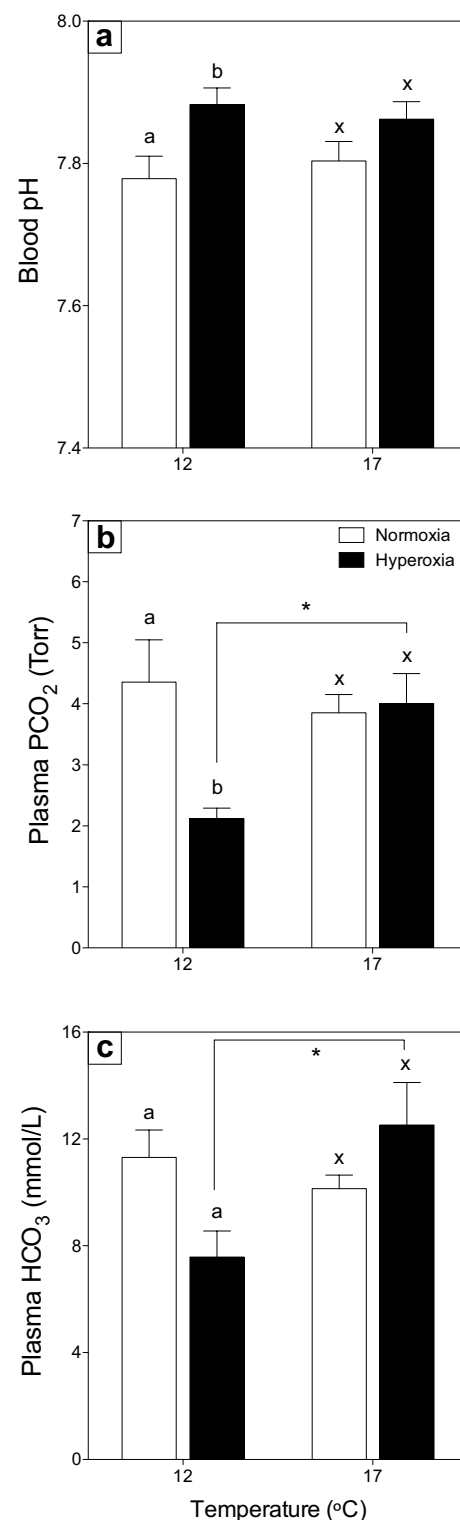 a
8.0
7.8
7.6
7.4
Blood pH
a
b
x
x
12
17
b
7
6
5
4
3
2
1
0
Plasma PCO₂ (Torr)
Normoxia
Hyperoxia
*
a
b
x
x
12
17
c
16
12
8
4
0
Plasma HCO₃ (mmol/L)
*
a
a
x
x
12
17
Temperature (ºC)